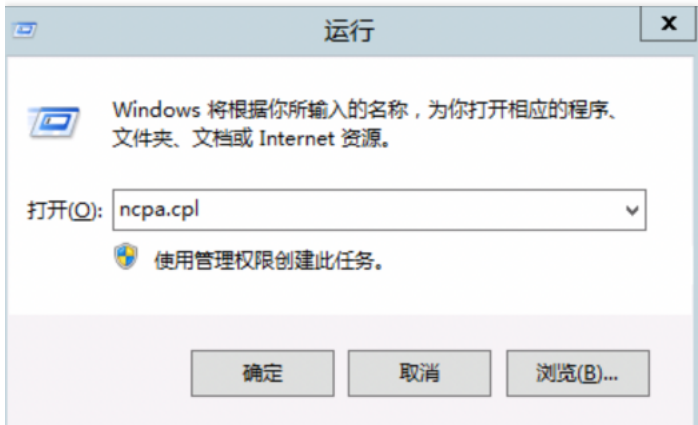 运行
Windows 将根据你所输入的名称，为你打开相应的程序、
文件夹、文档或 Internet 资源。
打开(O): ncpa.cpl
使用管理权限创建此任务。
确定 取消 浏览(B)...